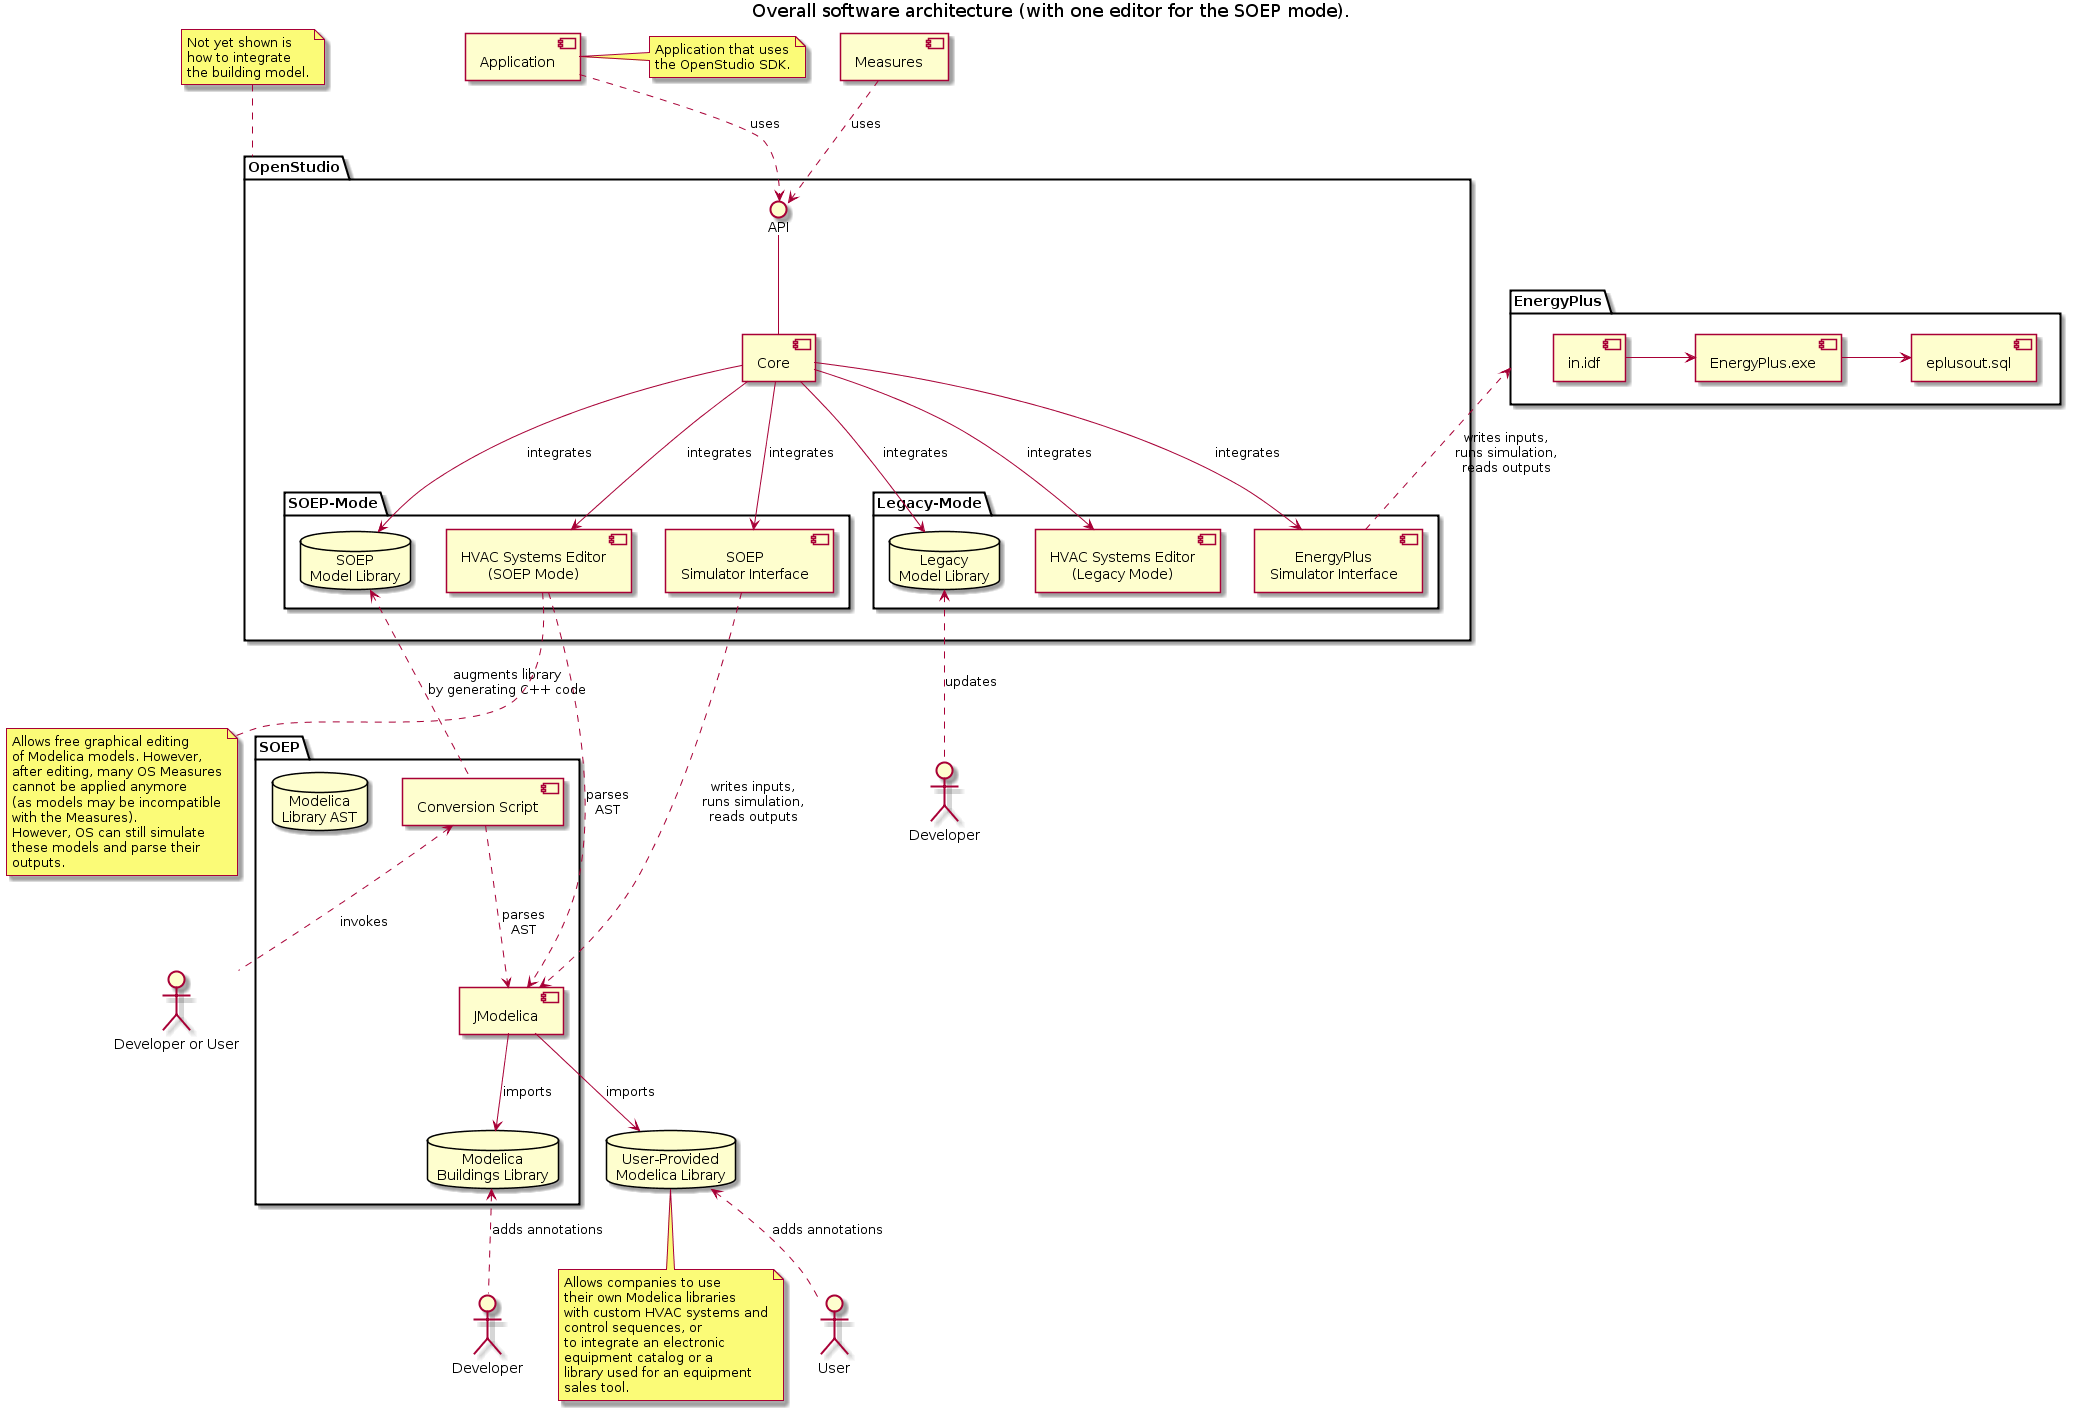 Overall software architecture (with one editor for the SOEP mode).
Not yet shown is
how to integrate
the building model.
Application
Application that uses
the OpenStudio SDK.
Measures
uses
uses
OpenStudio
API
EnergyPlus
in.idf
EnergyPlus.exe
eplusout.sql
Core
integrates
integrates
integrates
integrates
integrates
integrates
writes inputs,
runs simulation,
reads outputs
SOEP-Mode
SOEP
Model Library
HVAC Systems Editor
(SOEP Mode)
SOEP
Simulator Interface
Legacy-Mode
Legacy
Model Library
HVAC Systems Editor
(Legacy Mode)
EnergyPlus
Simulator Interface
augments library
by generating C++ code
updates
Allows free graphical editing
of Modelica models. However,
after editing, many OS Measures
cannot be applied anymore
(as models may be incompatible
with the Measures).
However, OS can still simulate
these models and parse their
outputs.
SOEP
Modelica
Library AST
Conversion Script
parses
AST
writes inputs,
runs simulation,
reads outputs
Developer
invokes
parses
AST
Developer or User
JModelica
imports
imports
Modelica
Buildings Library
User-Provided
Modelica Library
adds annotations
adds annotations
Developer
Allows companies to use
their own Modelica libraries
with custom HVAC systems and
control sequences, or
to integrate an electronic
equipment catalog or a
library used for an equipment
sales tool.
User